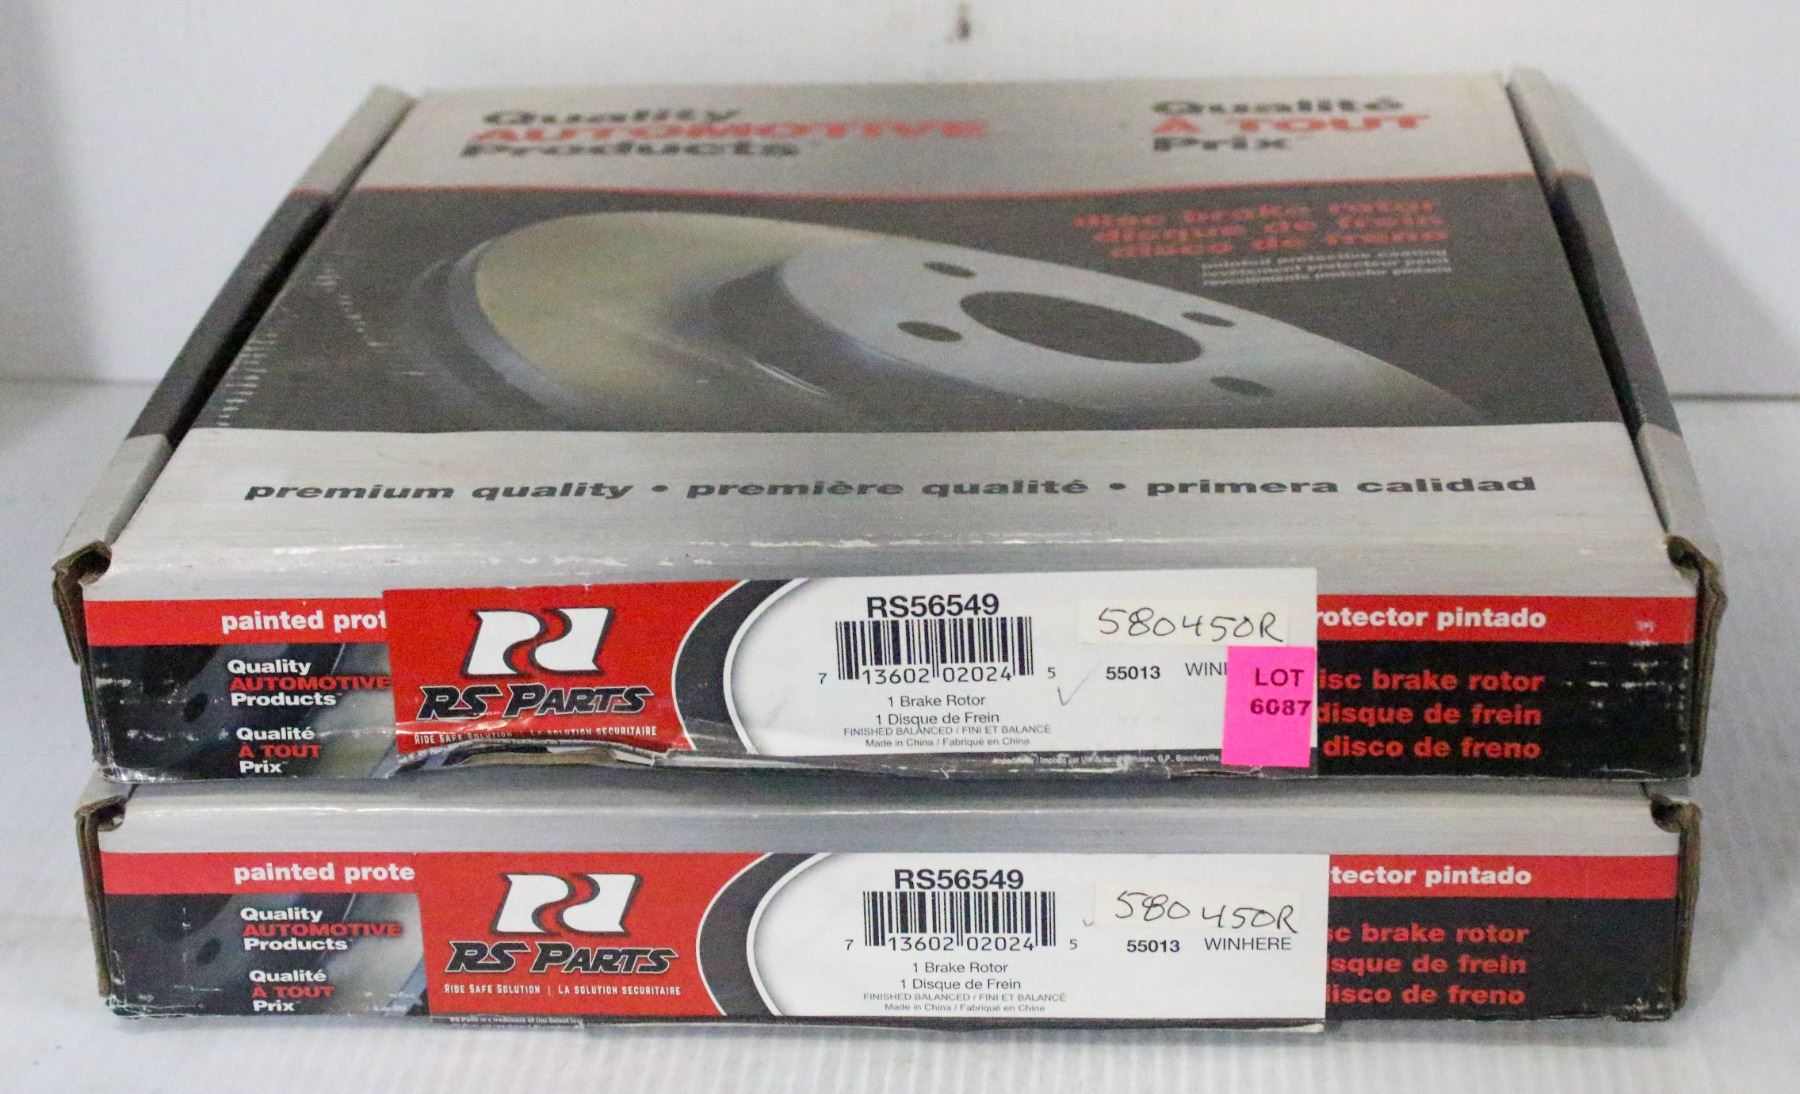 Quality
AUTOMOTIVE
Products
Qualité
À TOUT
Prix
disc brake rotor
disque de frein
disco de freno
premium quality • première qualité • primera calidad
painted prot
Quality
AUTOMOTIVE
Products
Qualité
À TOUT
Prix
RS PARTS
RIDE SAFE SOLUTION | LA SOLUTION SECURITAIRE
RS56549
7 13602 02024 5
1 Brake Rotor
1 Disque de Frein
FINISHED BALANCED / FINI ET BALANCÉ
Made in China / Fabriqué en Chine
580450R
55013 WINH
LOT
6087
rotector pintado
isc brake rotor
disque de frein
disco de freno
painted prote
Quality
AUTOMOTIVE
Products
Qualité
À TOUT
Prix
RS PARTS
RIDE SAFE SOLUTION | LA SOLUTION SECURITAIRE
RS56549
7 13602 02024 5
1 Brake Rotor
1 Disque de Frein
FINISHED BALANCED / FINI ET BALANCÉ
Made in China / Fabriqué en Chine
580450R
55013 WINHERE
tector pintado
sc brake rotor
isque de frein
disco de freno